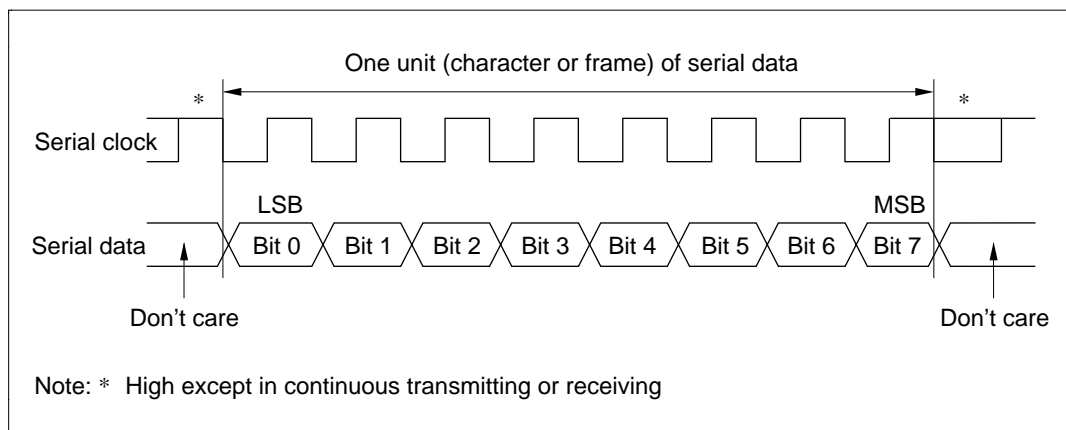 One unit (character or frame) of serial data
* *
Serial clock
LSB MSB
Serial data Bit 0 Bit 1 Bit 2 Bit 3 Bit 4 Bit 5 Bit 6 Bit 7
Don’t care Don’t care
Note: * High except in continuous transmitting or receiving